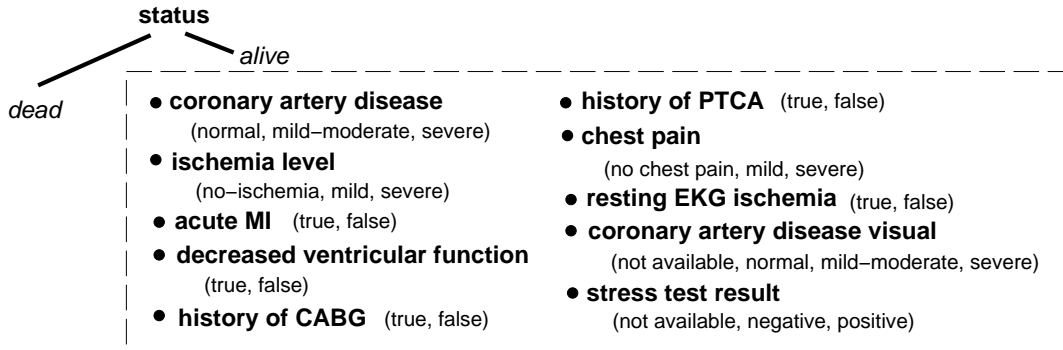 status
alive
dead
• coronary artery disease
(normal, mild−moderate, severe)
• ischemia level
(no−ischemia, mild, severe)
• acute MI (true, false)
• decreased ventricular function
(true, false)
• history of CABG (true, false)
• history of PTCA (true, false)
• chest pain
(no chest pain, mild, severe)
• resting EKG ischemia (true, false)
• coronary artery disease visual
(not available, normal, mild−moderate, severe)
• stress test result
(not available, negative, positive)